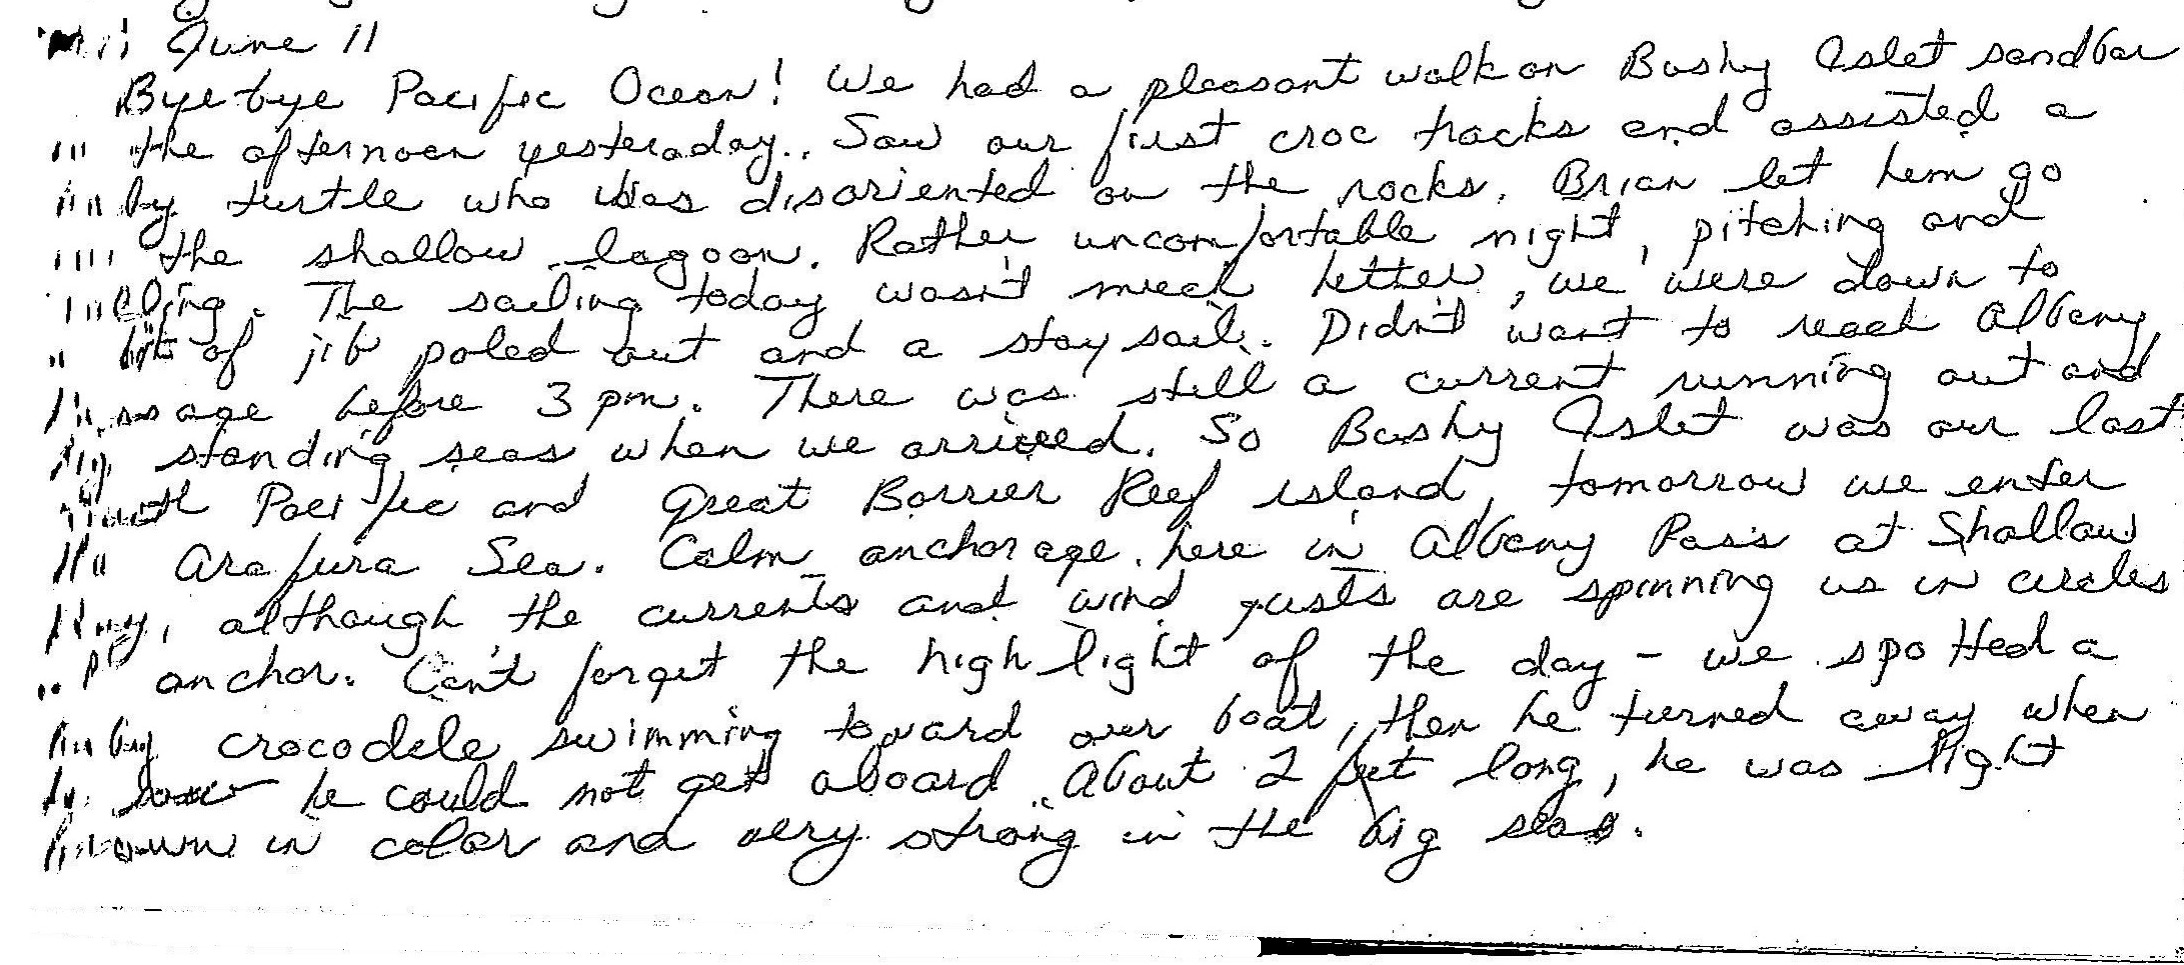 June 11
Bye bye Pacific Ocean! We had a pleasant walk on Bushy Islet sandbar
the afternoon yesteraday. Saw our first croc tracks and assisted a
turtle who was disoriented on the rocks. Brian let him go
the shallow lagoon. Rather uncomfortable night, pitching and
The sailing today wasn't much better, we were down to
bit of jib poled out and a stay sail. Didn't want to reach Albany
before 3 pm. There was still a current running out and
standing seas when we arrived. So Bushy Islet was our last
Pacific and Great Barrier Reef island, tomorrow we enter
Arafura Sea. Calm anchorage here in Albany Pass at Shallow
although the currents and wind gusts are spinning us in circles
anchor. Can't forget the highlight of the day - we spotted a
crocodile swimming toward our boat, then he turned away when
he could not get aboard. About 2 feet long, he was light
brown in color and very strong in the big seas.